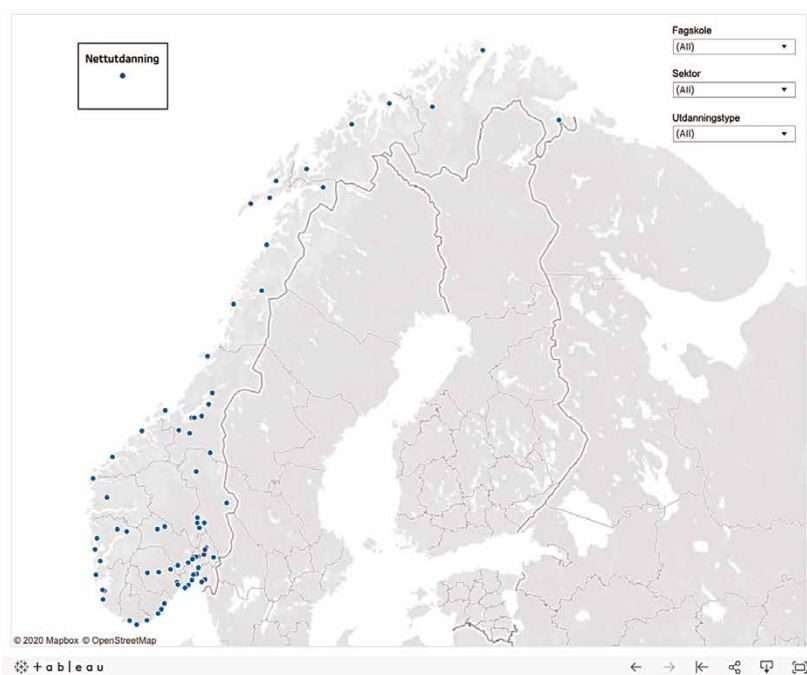 Nettutdanning
Fagskole
(All)
Sektor
(All)
Utdanningstype
(All)
© 2020 Mapbox © OpenStreetMap
+ a b l e a u